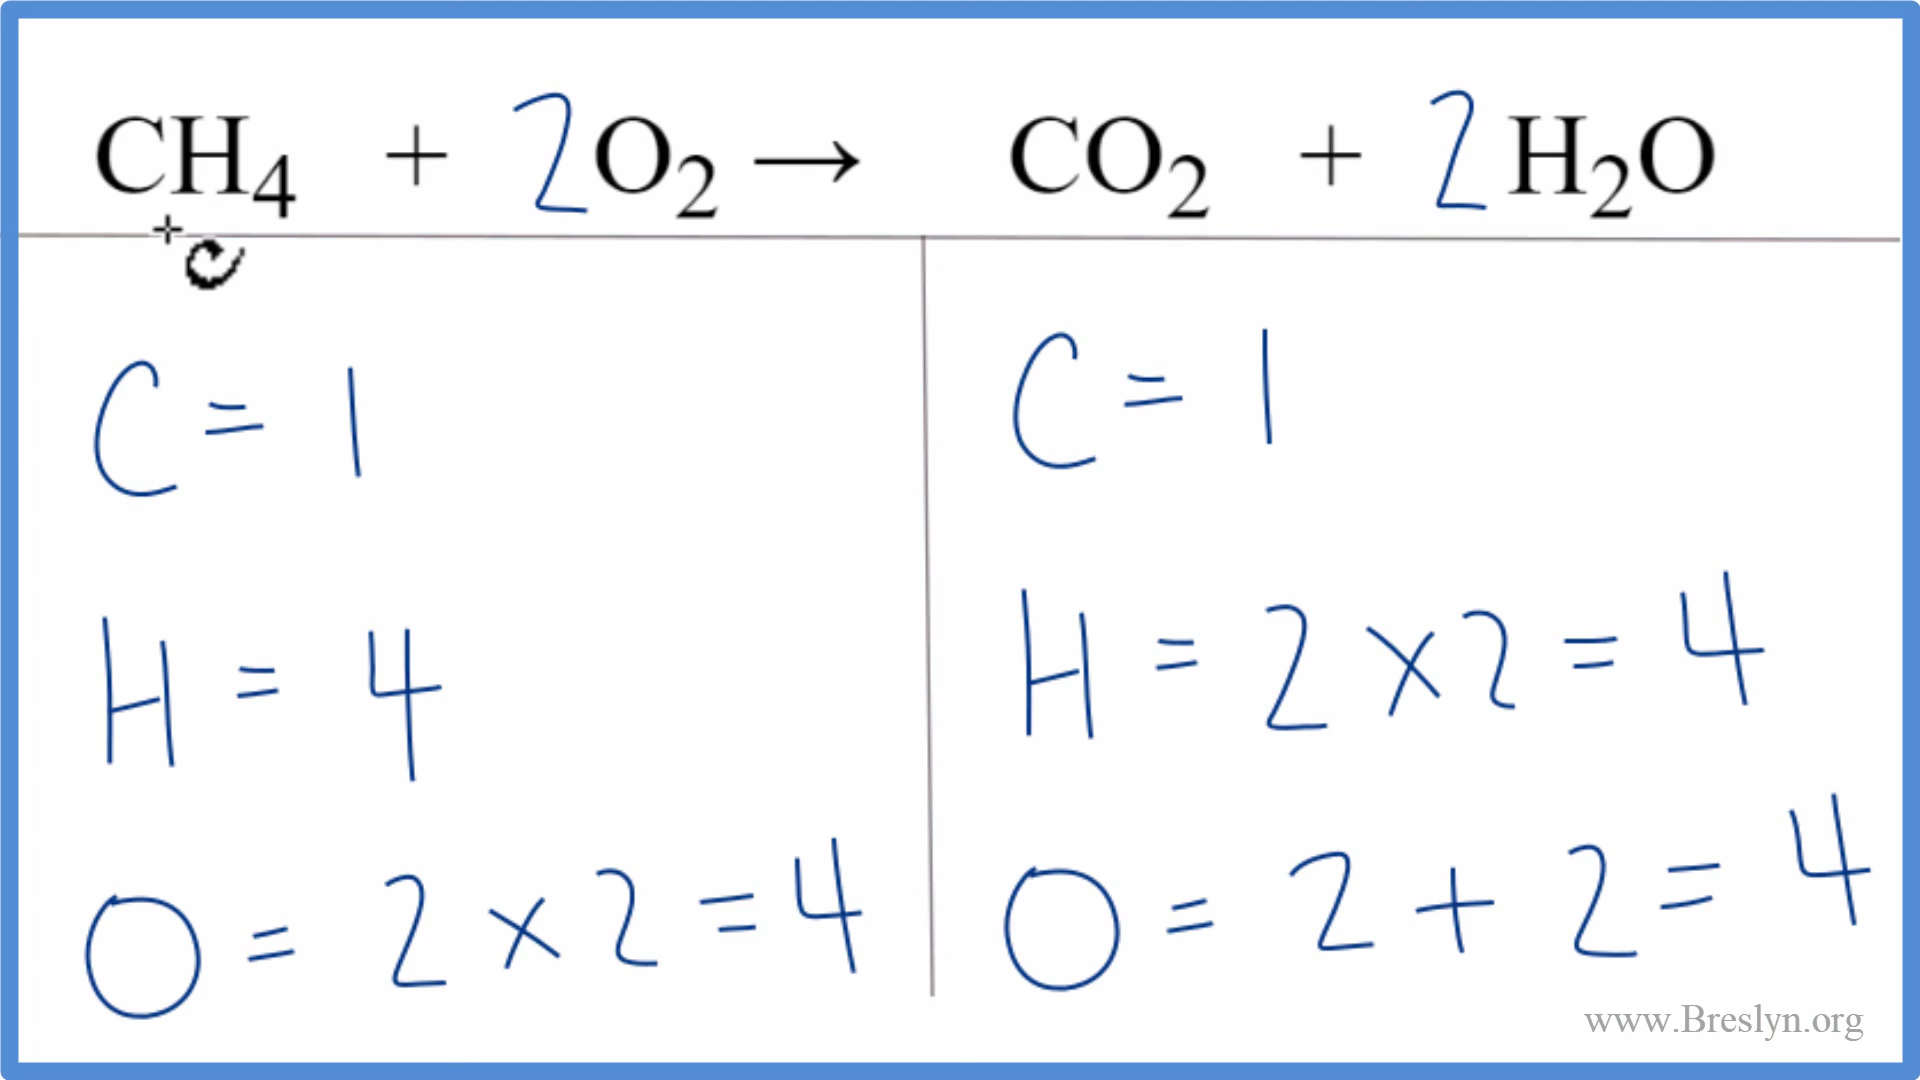 CH₄ + 2O₂ → CO₂ + 2H₂O
C = 1
H = 4
O = 2 × 2 = 4
C = 1
H = 2 × 2 = 4
O = 2 + 2 = 4
www.Breslyn.org